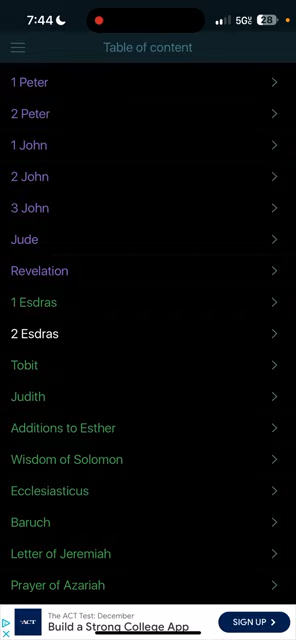 7:44
5G
28
Table of content
1 Peter
2 Peter
1 John
2 John
3 John
Jude
Revelation
1 Esdras
2 Esdras
Tobit
Judith
Additions to Esther
Wisdom of Solomon
Ecclesiasticus
Baruch
Letter of Jeremiah
Prayer of Azariah
ACT
The ACT Test: December
Build a Strong College App
SIGN UP